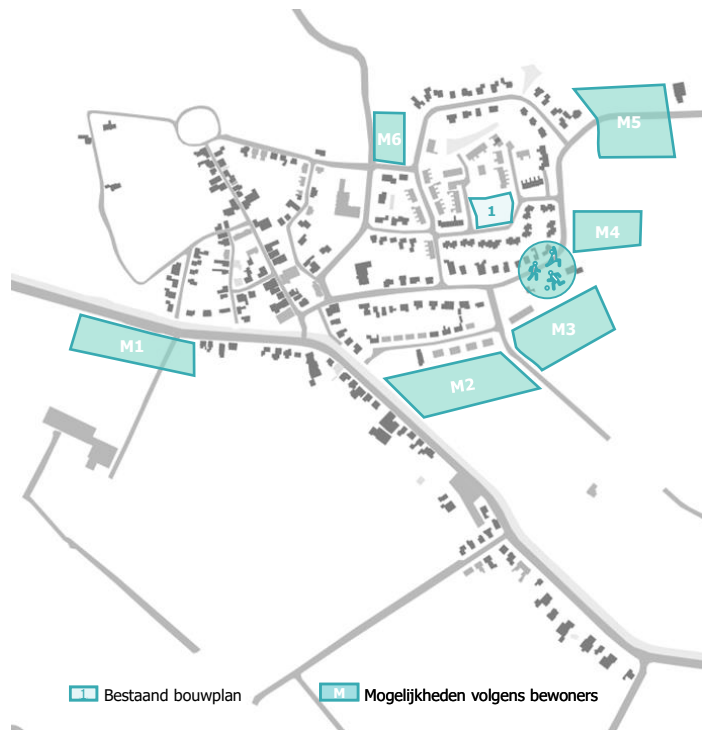 M5
M6
1
M4
M3
M1
M2
1 Bestaand bouwplan
M Mogelijkheden volgens bewoners